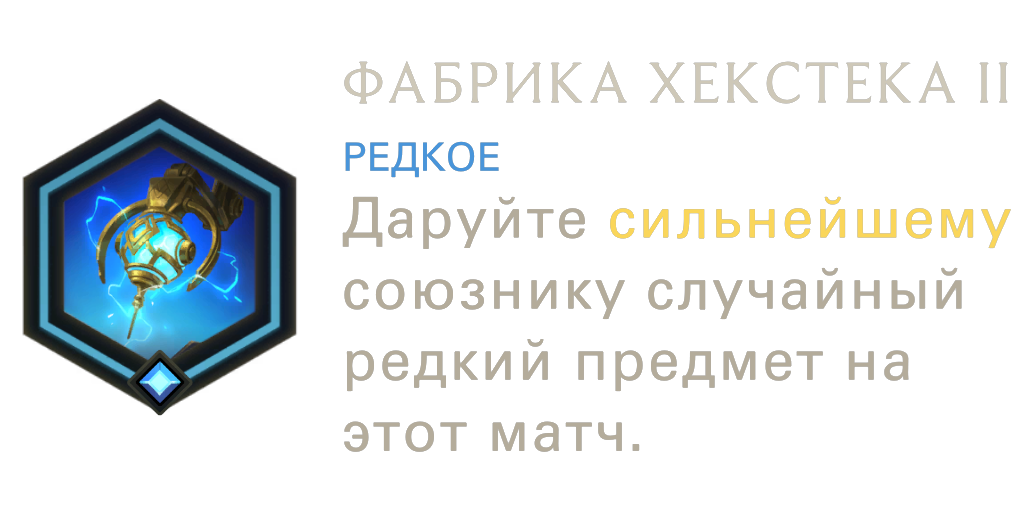 ФАБРИКА ХЕКСТЕКА II
РЕДКОЕ
Даруйте сильнейшему
союзнику случайный
редкий предмет на
этот матч.